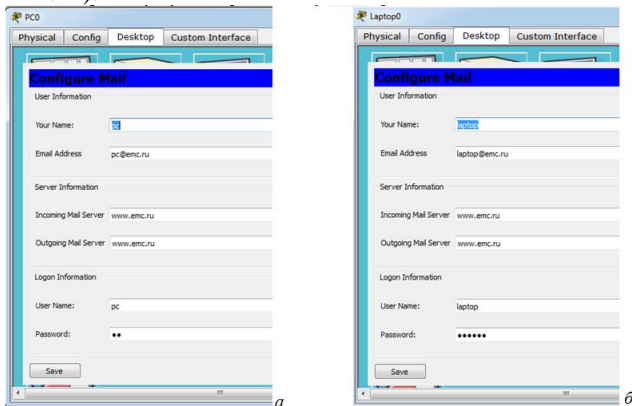 PC0
Physical Config Desktop Custom Interface
Configure Mail
User Information
Your Name: pc
Email Address pc@emc.ru
Server Information
Incoming Mail Server www.emc.ru
Outgoing Mail Server www.emc.ru
Logon Information
User Name: pc
Password: ••
Save
а
Laptop0
Physical Config Desktop Custom Interface
Configure Mail
User Information
Your Name: laptop
Email Address laptop@emc.ru
Server Information
Incoming Mail Server www.emc.ru
Outgoing Mail Server www.emc.ru
Logon Information
User Name: laptop
Password: ••••••
Save
б